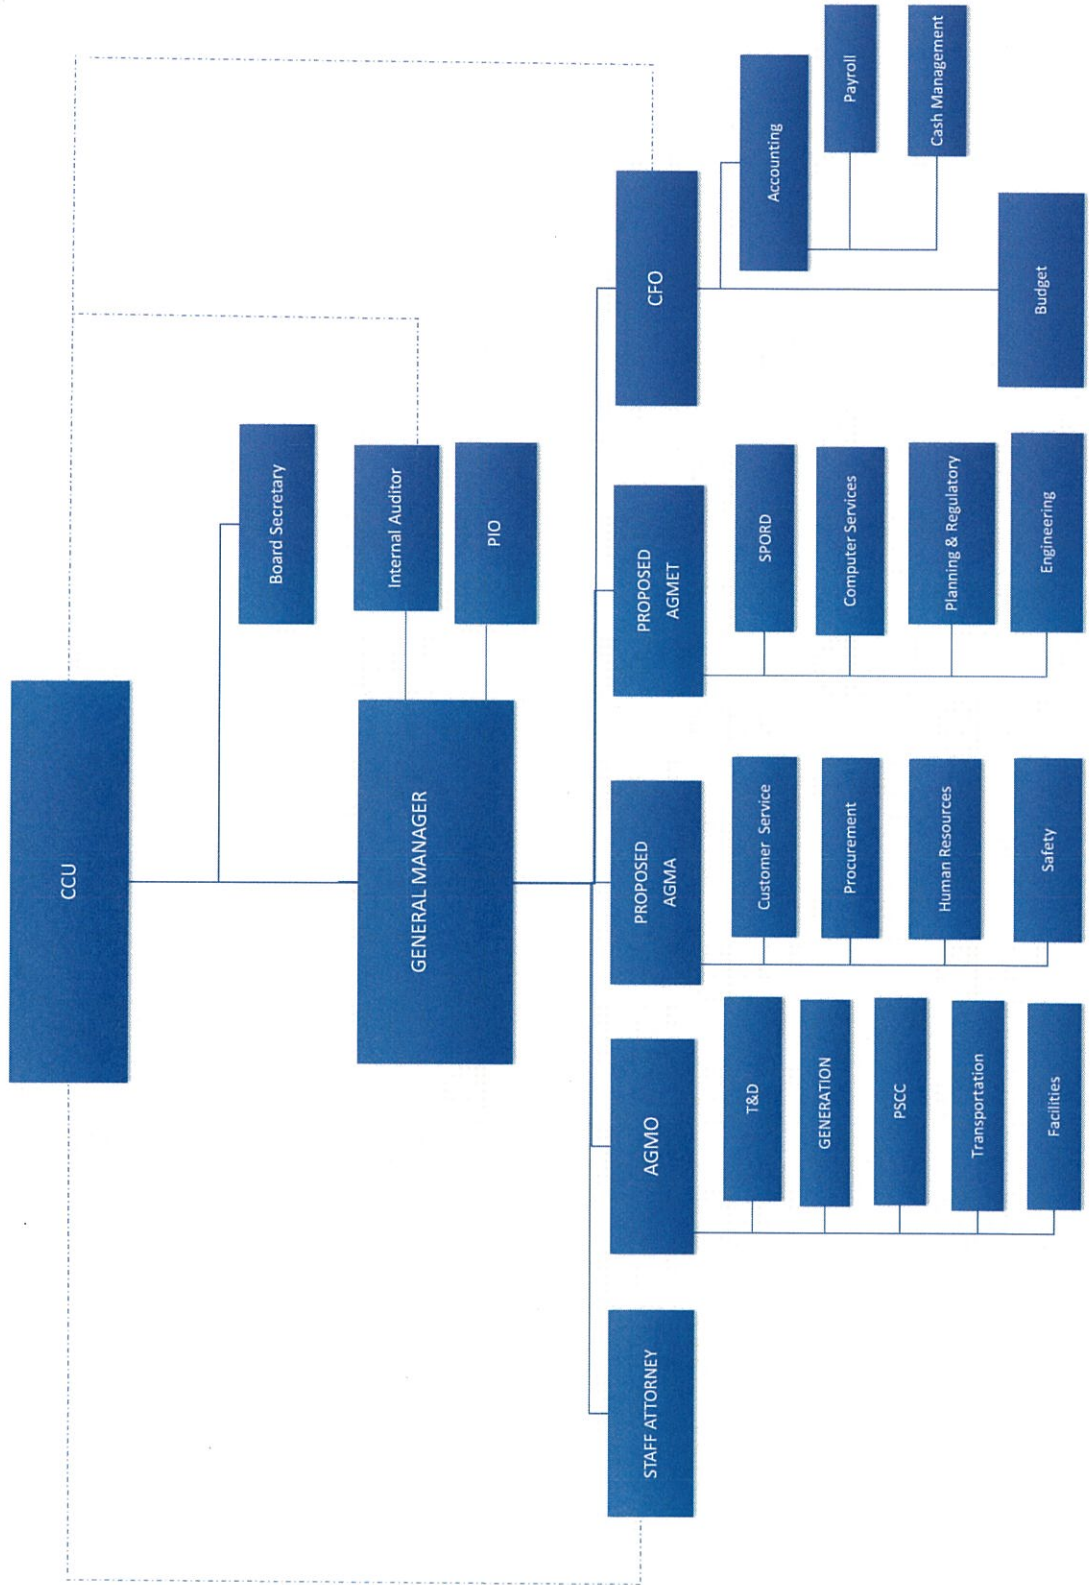 CCU
Board Secretary
GENERAL MANAGER
Internal Auditor
PIO
STAFF ATTORNEY
AGMO
T&D
GENERATION
PSCC
Transportation
Facilities
PROPOSED
AGMA
Customer Service
Procurement
Human Resources
Safety
PROPOSED
AGMET
SPORD
Computer Services
Planning & Regulatory
Engineering
CFO
Accounting
Payroll
Cash Management
Budget